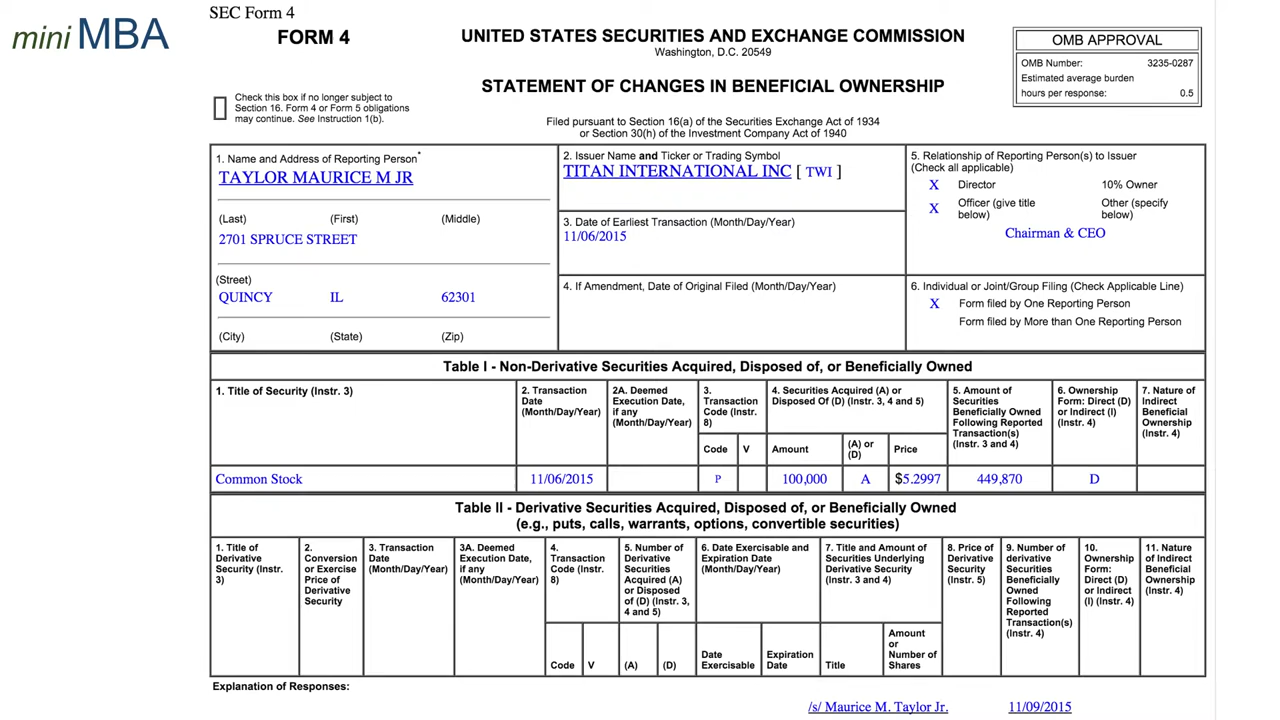 mini MBA
SEC Form 4
FORM 4
UNITED STATES SECURITIES AND EXCHANGE COMMISSION
Washington, D.C. 20549
STATEMENT OF CHANGES IN BENEFICIAL OWNERSHIP
Filed pursuant to Section 16(a) of the Securities Exchange Act of 1934
or Section 30(h) of the Investment Company Act of 1940
OMB APPROVAL
OMB Number: 3235-0287
Estimated average burden
hours per response: 0.5
Check this box if no longer subject to
Section 16. Form 4 or Form 5 obligations
may continue. See Instruction 1(b).
1. Name and Address of Reporting Person*
TAYLOR MAURICE M JR
(Last) (First) (Middle)
2701 SPRUCE STREET
(Street)
QUINCY IL 62301
(City) (State) (Zip)
2. Issuer Name and Ticker or Trading Symbol
TITAN INTERNATIONAL INC [ TWI ]
3. Date of Earliest Transaction (Month/Day/Year)
11/06/2015
4. If Amendment, Date of Original Filed (Month/Day/Year)
5. Relationship of Reporting Person(s) to Issuer
(Check all applicable)
X Director 10% Owner
X Officer (give title below) Other (specify below)
Chairman & CEO
6. Individual or Joint/Group Filing (Check Applicable Line)
X Form filed by One Reporting Person
Form filed by More than One Reporting Person
Table I - Non-Derivative Securities Acquired, Disposed of, or Beneficially Owned
1. Title of Security (Instr. 3)
2. Transaction
Date
(Month/Day/Year)
2A. Deemed
Execution Date,
if any
(Month/Day/Year)
3.
Transaction
Code (Instr.
8)
4. Securities Acquired (A) or
Disposed Of (D) (Instr. 3, 4 and 5)
5. Amount of
Securities
Beneficially Owned
Following Reported
Transaction(s)
(Instr. 3 and 4)
6. Ownership
Form: Direct (D)
or Indirect (I)
(Instr. 4)
7. Nature of
Indirect
Beneficial
Ownership
(Instr. 4)
Code V Amount (A) or (D) Price
Common Stock 11/06/2015 P 100,000 A $5.2997 449,870 D
Table II - Derivative Securities Acquired, Disposed of, or Beneficially Owned
(e.g., puts, calls, warrants, options, convertible securities)
1. Title of
Derivative
Security (Instr.
3)
2.
Conversion
or Exercise
Price of
Derivative
Security
3. Transaction
Date
(Month/Day/Year)
3A. Deemed
Execution Date,
if any
(Month/Day/Year)
4.
Transaction
Code (Instr.
8)
5. Number of
Derivative
Securities
Acquired (A)
or Disposed
of (D) (Instr. 3,
4 and 5)
6. Date Exercisable and
Expiration Date
(Month/Day/Year)
7. Title and Amount of
Securities Underlying
Derivative Security
(Instr. 3 and 4)
8. Price of
Derivative
Security
(Instr. 5)
9. Number of
derivative
Securities
Beneficially
Owned
Following
Reported
Transaction(s)
(Instr. 4)
10.
Ownership
Form:
Direct (D)
or Indirect
(I) (Instr. 4)
11. Nature
of Indirect
Beneficial
Ownership
(Instr. 4)
Code V (A) (D)
Date
Exercisable
Expiration
Date
Title
Amount
or
Number of
Shares
Explanation of Responses:
/s/ Maurice M. Taylor Jr. 11/09/2015